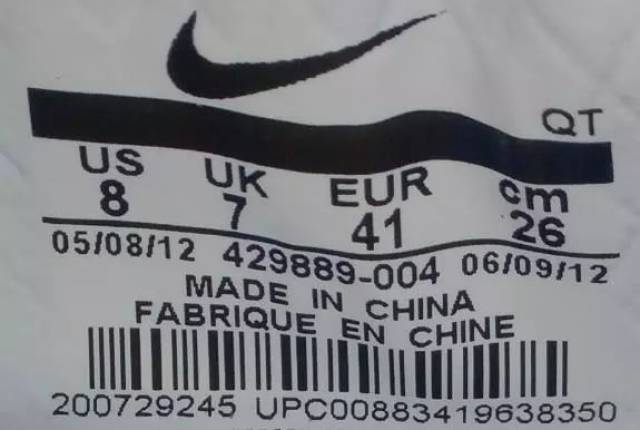 QT
US UK EUR cm
8 7 41 26
05/08/12 429889-004 06/09/12
MADE IN CHINA
FABRIQUE EN CHINE
200729245 UPC00883419638350